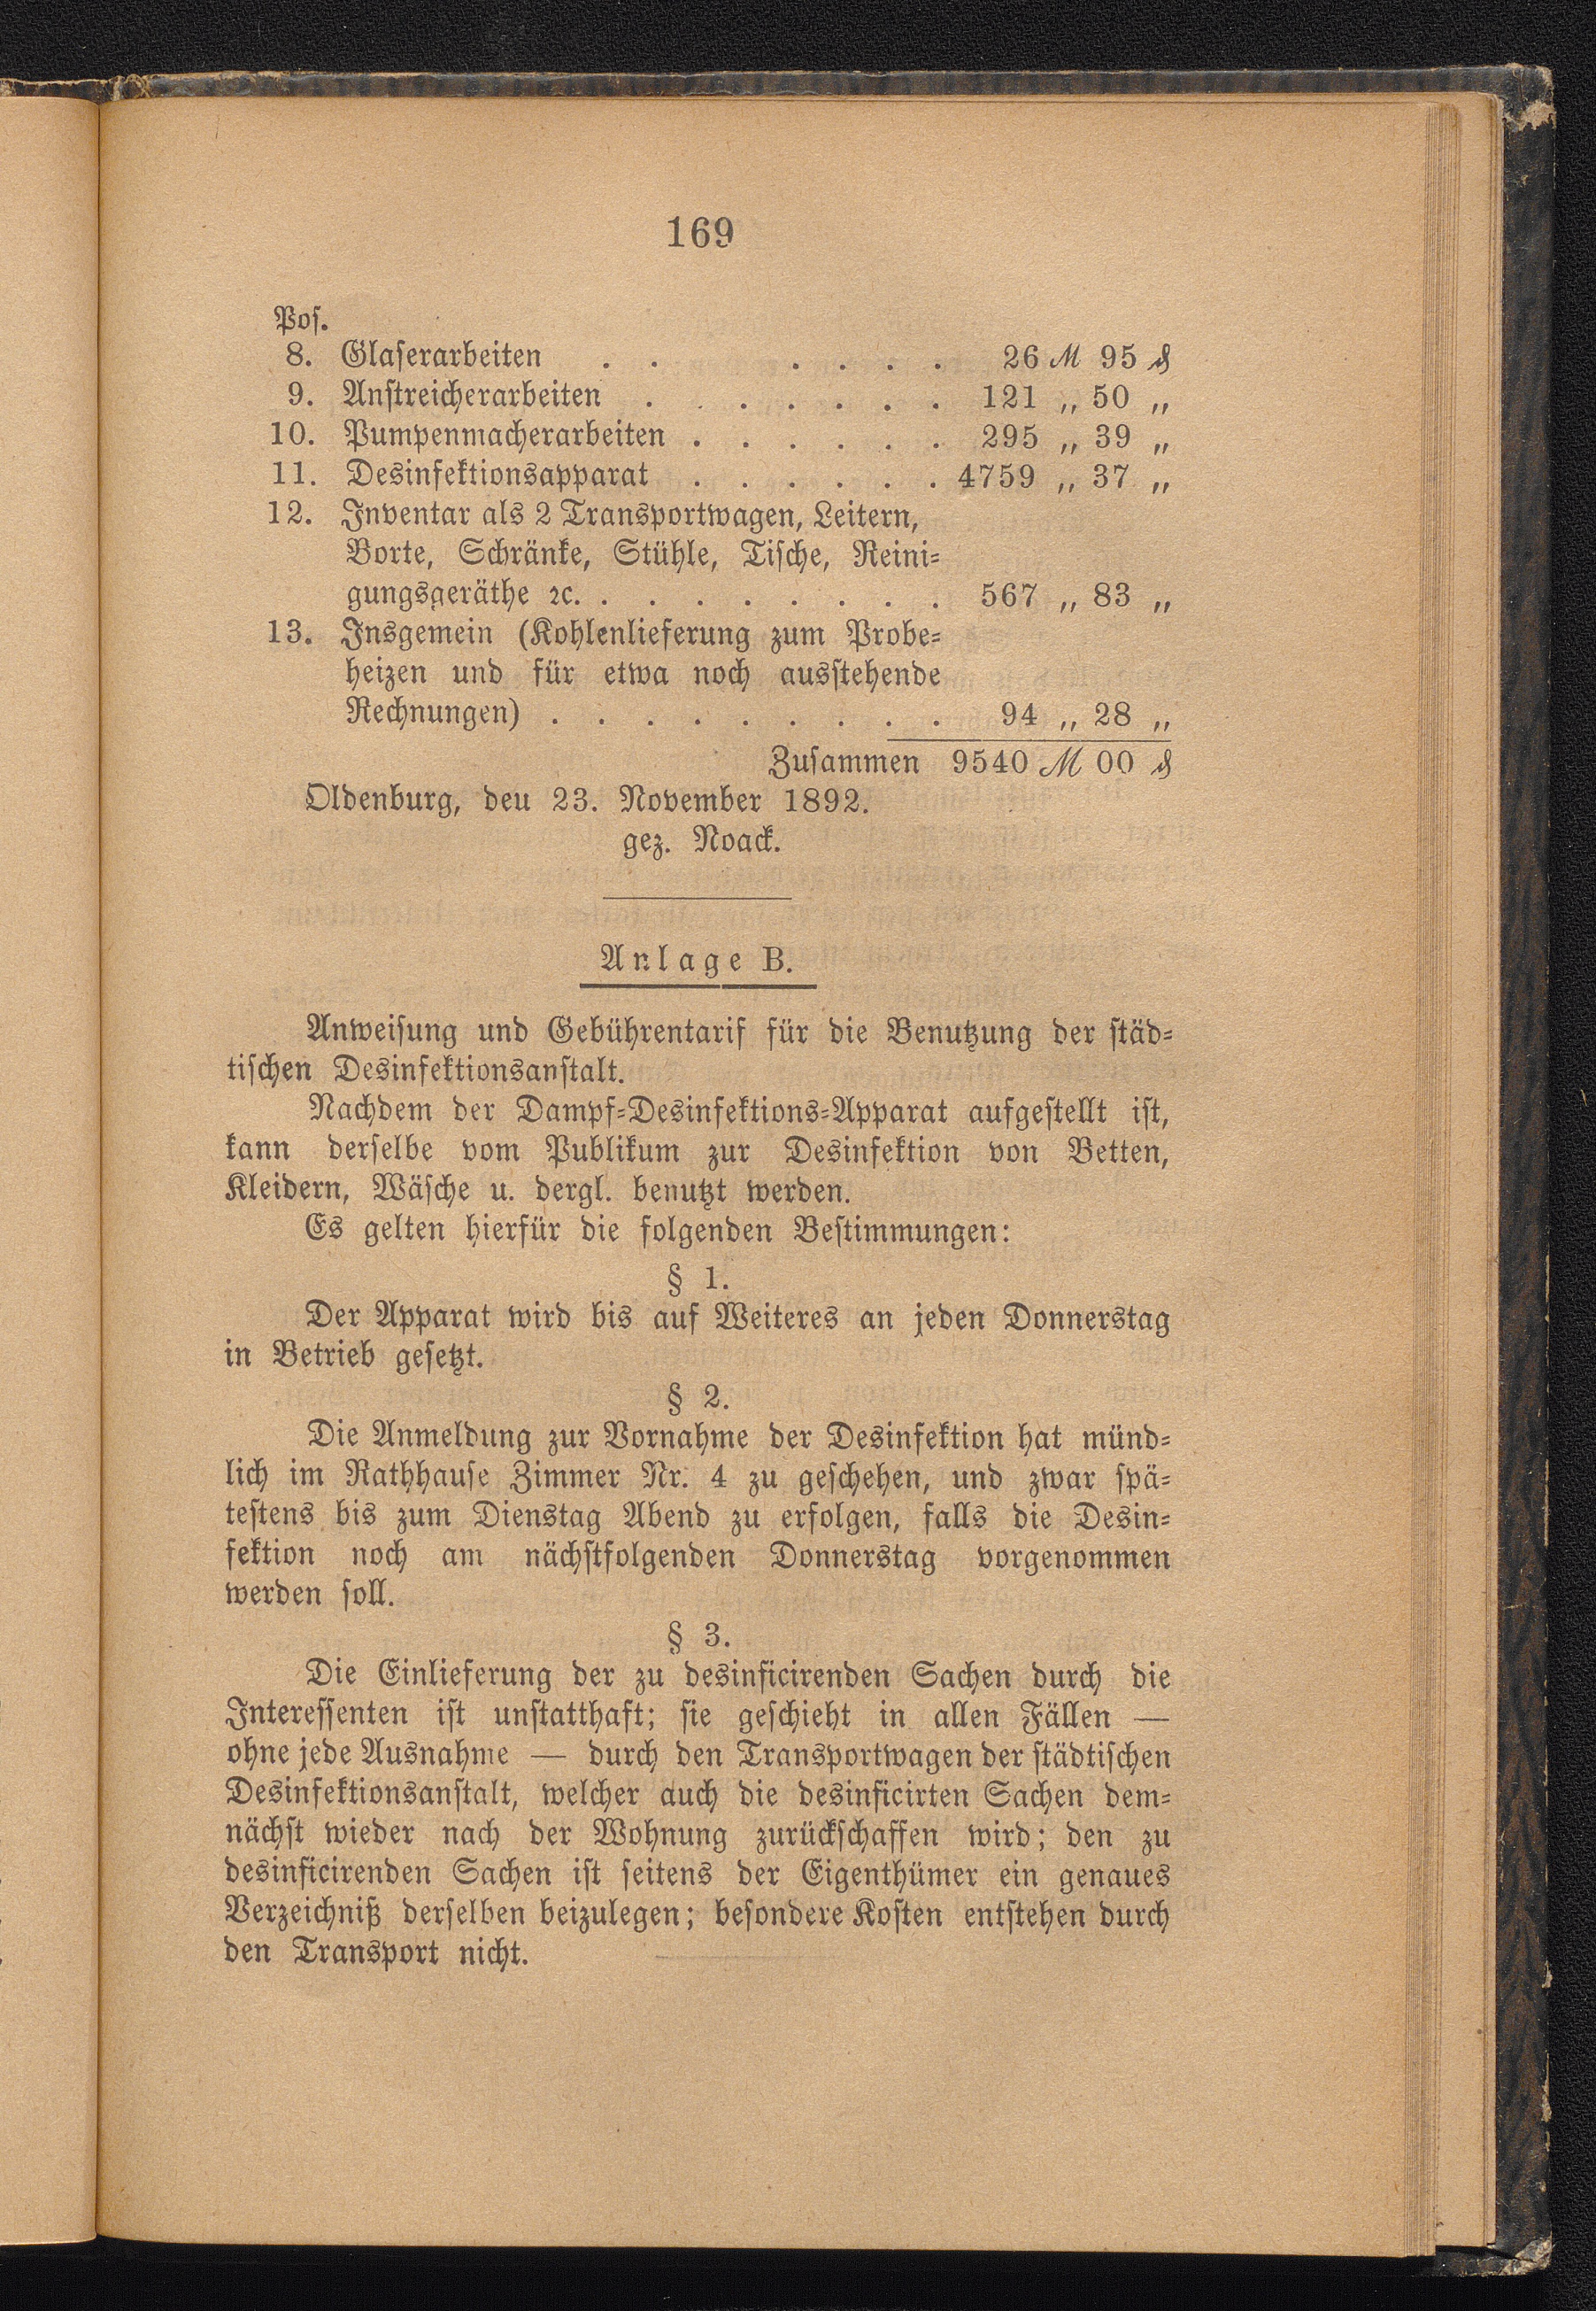 169
Pos.
8. Glaserarbeiten . . . . . . 26 ℳ 95 ₰
9. Anstreicherarbeiten . . . . . . . 121 „ 50 „
10. Pumpenmacherarbeiten . . . . . . 295 „ 39 „
11. Desinfektionsapparat . . . . . . 4759 „ 37 „
12. Inventar als 2 Transportwagen, Leitern,
Borte, Schränke, Stühle, Tische, Reini-
gungsgeräthe ꝛc. . . . . . . . . 567 „ 83 „
13. Insgemein (Kohlenlieferung zum Probe-
heizen und für etwa noch ausstehende
Rechnungen) . . . . . . . . . 94 „ 28 „
Zusammen 9540 ℳ 00 ₰
Oldenburg, deu 23. November 1892.
gez. Noack.
Anlage B.
Anweisung und Gebührentarif für die Benutzung der städ-
tischen Desinfektionsanstalt.
Nachdem der Dampf-Desinfektions-Apparat aufgestellt ist,
kann derselbe vom Publikum zur Desinfektion von Betten,
Kleidern, Wäsche u. dergl. benutzt werden.
Es gelten hierfür die folgenden Bestimmungen:
§ 1.
Der Apparat wird bis auf Weiteres an jeden Donnerstag
in Betrieb gesetzt.
§ 2.
Die Anmeldung zur Vornahme der Desinfektion hat münd-
lich im Rathhause Zimmer Nr. 4 zu geschehen, und zwar spä-
testens bis zum Dienstag Abend zu erfolgen, falls die Desin-
fektion noch am nächstfolgenden Donnerstag vorgenommen
werden soll.
§ 3.
Die Einlieferung der zu desinficirenden Sachen durch die
Interessenten ist unstatthaft; sie geschieht in allen Fällen —
ohne jede Ausnahme — durch den Transportwagen der städtischen
Desinfektionsanstalt, welcher auch die desinficirten Sachen dem-
nächst wieder nach der Wohnung zurückschaffen wird; den zu
desinficirenden Sachen ist seitens der Eigenthümer ein genaues
Verzeichniß derselben beizulegen; besondere Kosten entstehen durch
den Transport nicht.